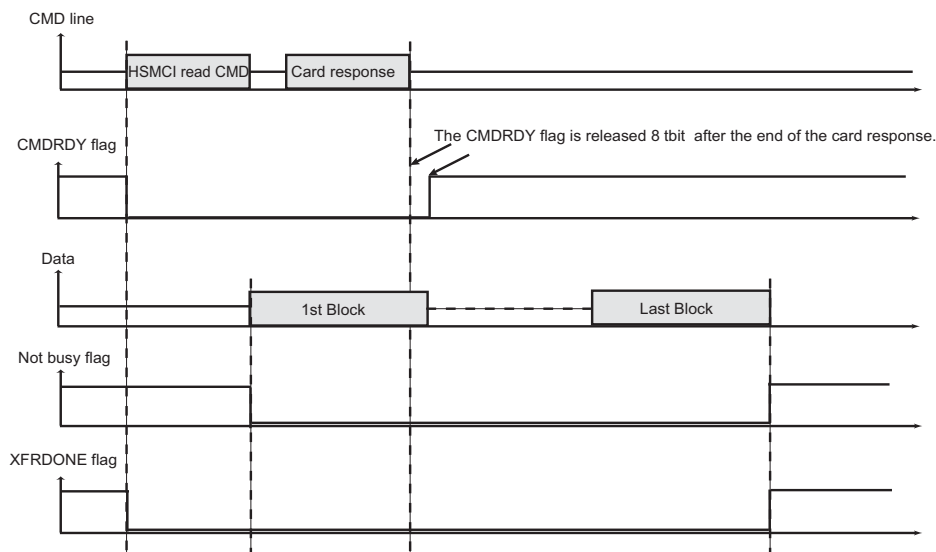 CMD line
HSMCI read CMD
Card response
The CMDRDY flag is released 8 tbit after the end of the card response.
CMDRDY flag
Data
1st Block
Last Block
Not busy flag
XFRDONE flag